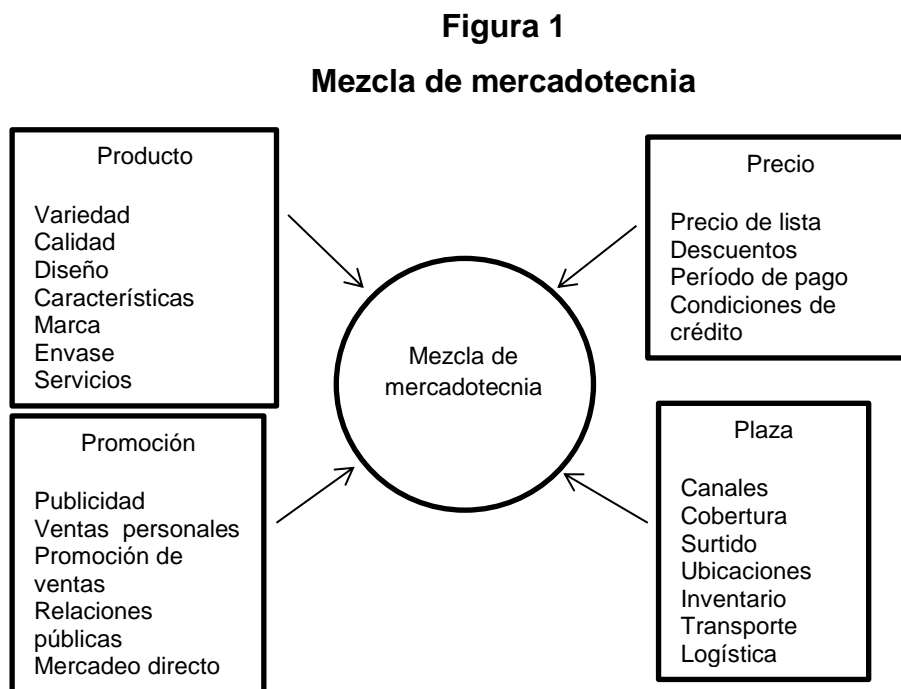 Figura 1
Mezcla de mercadotecnia
Producto
Variedad
Calidad
Diseño
Características
Marca
Envase
Servicios
Precio
Precio de lista
Descuentos
Período de pago
Condiciones de
crédito
Mezcla de
mercadotecnia
Promoción
Publicidad
Ventas personales
Promoción de
ventas
Relaciones
públicas
Mercadeo directo
Plaza
Canales
Cobertura
Surtido
Ubicaciones
Inventario
Transporte
Logística